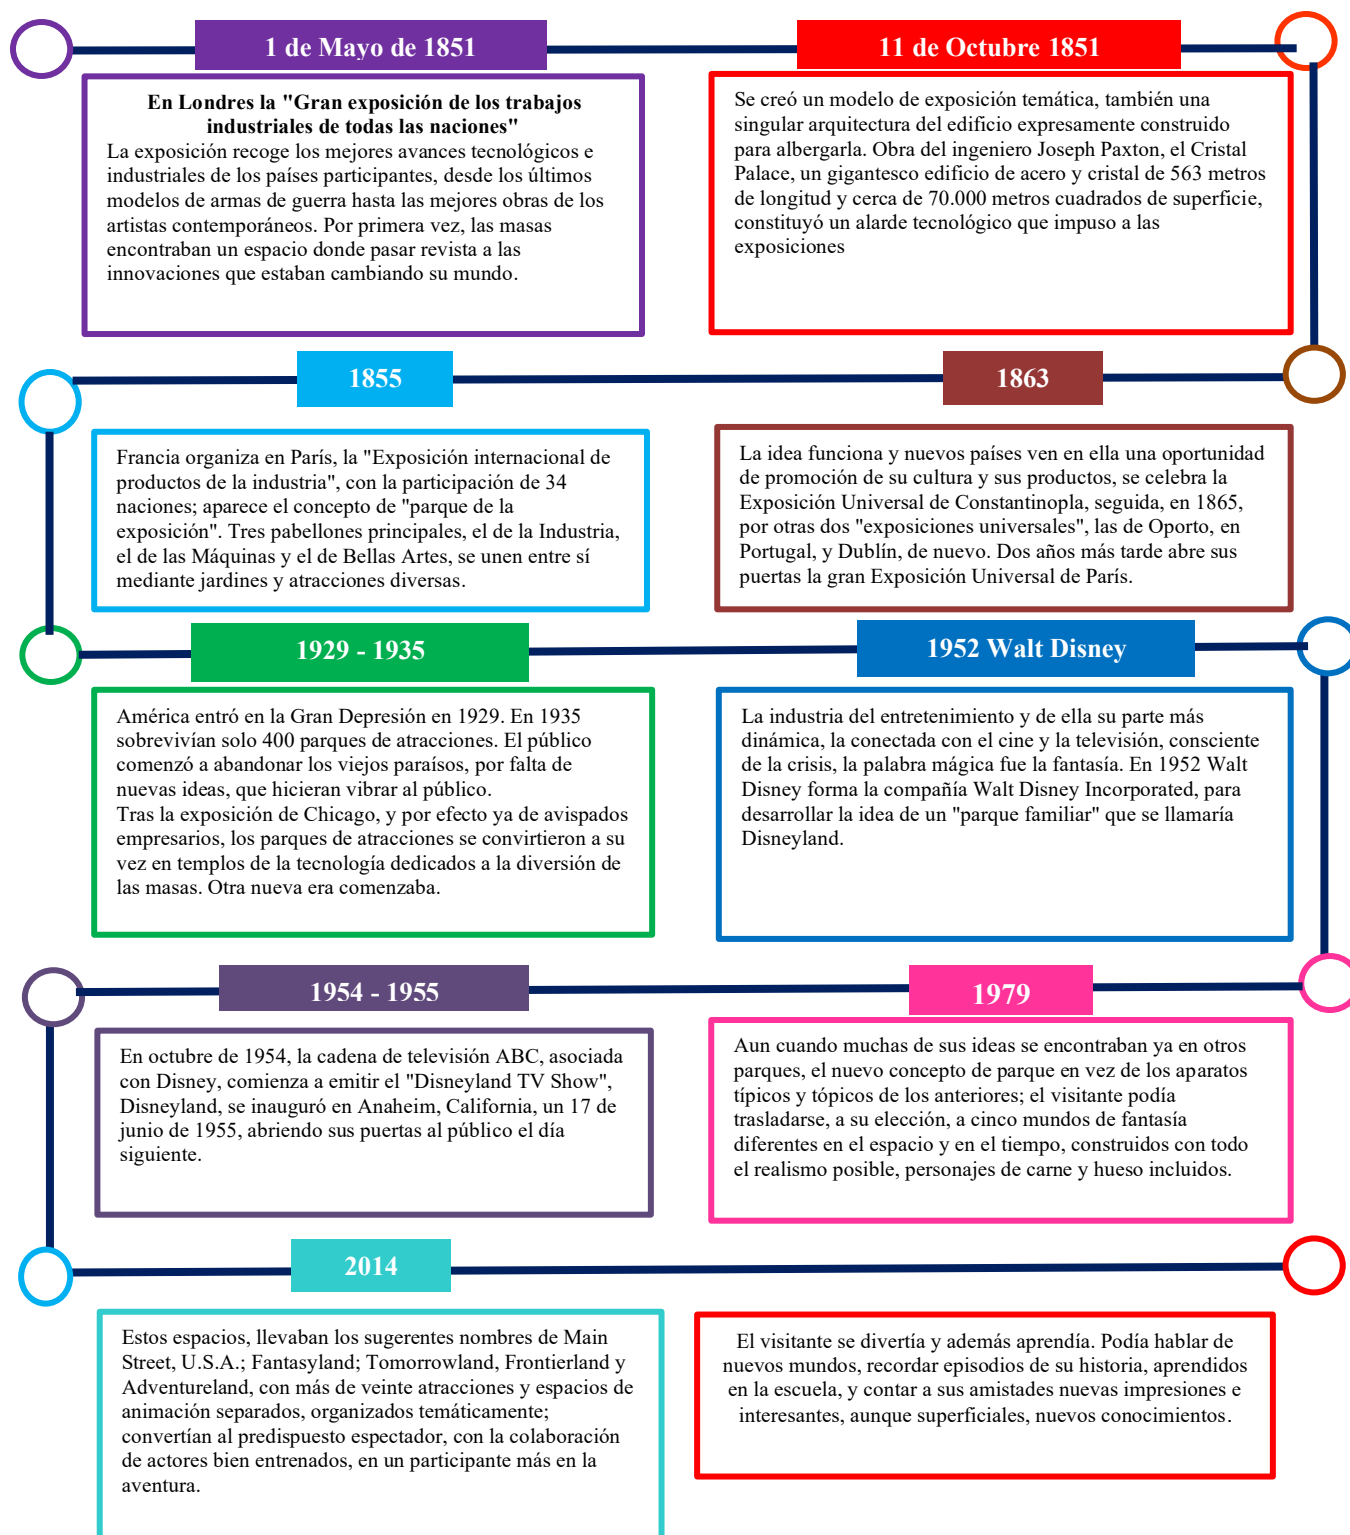 1 de Mayo de 1851
En Londres la "Gran exposición de los trabajos
industriales de todas las naciones"
La exposición recoge los mejores avances tecnológicos e
industriales de los países participantes, desde los últimos
modelos de armas de guerra hasta las mejores obras de los
artistas contemporáneos. Por primera vez, las masas
encontraban un espacio donde pasar revista a las
innovaciones que estaban cambiando su mundo.
11 de Octubre 1851
Se creó un modelo de exposición temática, también una
singular arquitectura del edificio expresamente construido
para albergarla. Obra del ingeniero Joseph Paxton, el Cristal
Palace, un gigantesco edificio de acero y cristal de 563 metros
de longitud y cerca de 70.000 metros cuadrados de superficie,
constituyó un alarde tecnológico que impuso a las
exposiciones
1855
Francia organiza en París, la "Exposición internacional de
productos de la industria", con la participación de 34
naciones; aparece el concepto de "parque de la
exposición". Tres pabellones principales, el de la Industria,
el de las Máquinas y el de Bellas Artes, se unen entre sí
mediante jardines y atracciones diversas.
1863
La idea funciona y nuevos países ven en ella una oportunidad
de promoción de su cultura y sus productos, se celebra la
Exposición Universal de Constantinopla, seguida, en 1865,
por otras dos "exposiciones universales", las de Oporto, en
Portugal, y Dublín, de nuevo. Dos años más tarde abre sus
puertas la gran Exposición Universal de París.
1929 - 1935
América entró en la Gran Depresión en 1929. En 1935
sobrevivían solo 400 parques de atracciones. El público
comenzó a abandonar los viejos paraísos, por falta de
nuevas ideas, que hicieran vibrar al público.
Tras la exposición de Chicago, y por efecto ya de avispados
empresarios, los parques de atracciones se convirtieron a su
vez en templos de la tecnología dedicados a la diversión de
las masas. Otra nueva era comenzaba.
1952 Walt Disney
La industria del entretenimiento y de ella su parte más
dinámica, la conectada con el cine y la televisión, consciente
de la crisis, la palabra mágica fue la fantasía. En 1952 Walt
Disney forma la compañía Walt Disney Incorporated, para
desarrollar la idea de un "parque familiar" que se llamaría
Disneyland.
1954 - 1955
En octubre de 1954, la cadena de televisión ABC, asociada
con Disney, comienza a emitir el "Disneyland TV Show",
Disneyland, se inauguró en Anaheim, California, un 17 de
junio de 1955, abriendo sus puertas al público el día
siguiente.
1979
Aun cuando muchas de sus ideas se encontraban ya en otros
parques, el nuevo concepto de parque en vez de los aparatos
típicos y tópicos de los anteriores; el visitante podía
trasladarse, a su elección, a cinco mundos de fantasía
diferentes en el espacio y en el tiempo, construidos con todo
el realismo posible, personajes de carne y hueso incluidos.
2014
Estos espacios, llevaban los sugerentes nombres de Main
Street, U.S.A.; Fantasyland; Tomorrowland, Frontierland y
Adventureland, con más de veinte atracciones y espacios de
animación separados, organizados temáticamente;
convertían al predispuesto espectador, con la colaboración
de actores bien entrenados, en un participante más en la
aventura.
El visitante se divertía y además aprendía. Podía hablar de
nuevos mundos, recordar episodios de su historia, aprendidos
en la escuela, y contar a sus amistades nuevas impresiones e
interesantes, aunque superficiales, nuevos conocimientos.